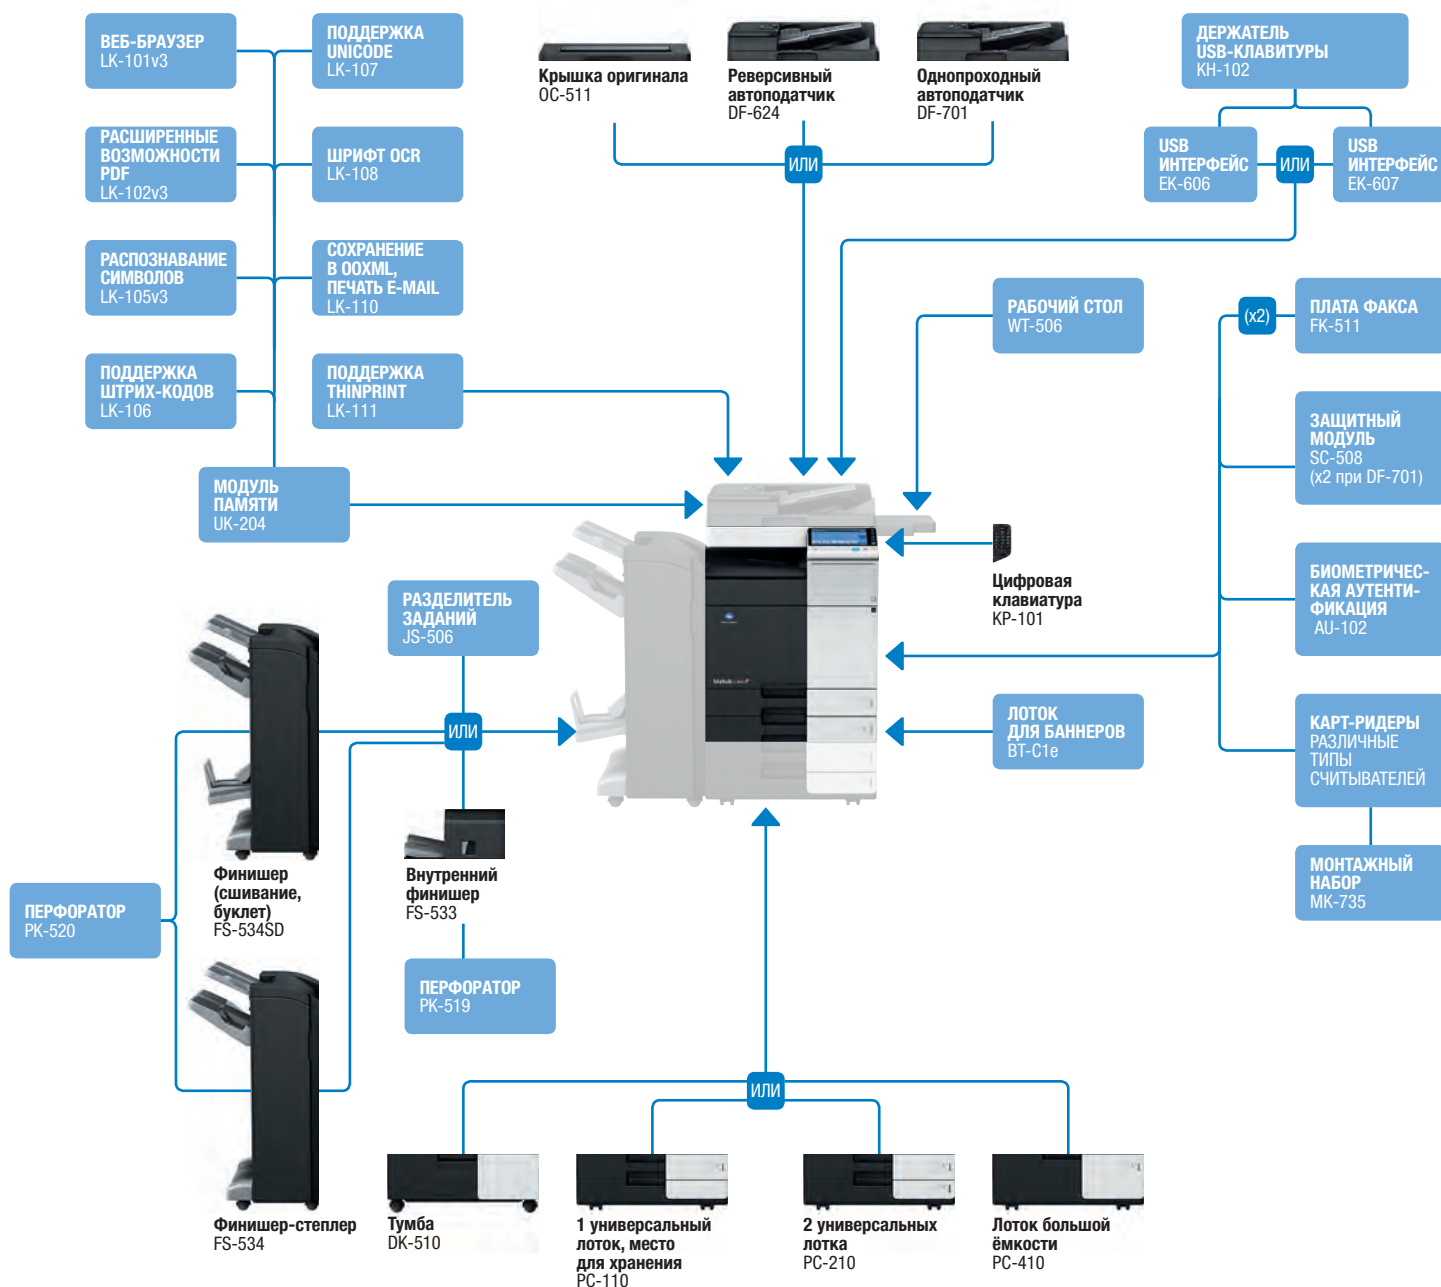 ВЕБ-БРАУЗЕР
LK-101v3
ПОДДЕРЖКА
UNICODE
LK-107
РАСШИРЕННЫЕ
ВОЗМОЖНОСТИ
PDF
LK-102v3
ШРИФТ OCR
LK-108
РАСПОЗНАВАНИЕ
СИМВОЛОВ
LK-105v3
СОХРАНЕНИЕ
В OOXML,
ПЕЧАТЬ E-MAIL
LK-110
ПОДДЕРЖКА
ШТРИХ-КОДОВ
LK-106
ПОДДЕРЖКА
THINPRINT
LK-111
МОДУЛЬ
ПАМЯТИ
UK-204
Крышка оригинала
OC-511
Реверсивный
автоподатчик
DF-624
Однопроходный
автоподатчик
DF-701
ИЛИ
ДЕРЖАТЕЛЬ
USB-КЛАВИТУРЫ
KH-102
USB
ИНТЕРФЕЙС
EK-606
ИЛИ
USB
ИНТЕРФЕЙС
EK-607
РАБОЧИЙ СТОЛ
WT-506
(x2)
ПЛАТА ФАКСА
FK-511
ЗАЩИТНЫЙ
МОДУЛЬ
SC-508
(x2 при DF-701)
БИОМЕТРИЧЕС-
КАЯ АУТЕНТИ-
ФИКАЦИЯ
AU-102
КАРТ-РИДЕРЫ
РАЗЛИЧНЫЕ
ТИПЫ
СЧИТЫВАТЕЛЕЙ
МОНТАЖНЫЙ
НАБОР
MK-735
Цифровая
клавиатура
KP-101
ЛОТОК
ДЛЯ БАННЕРОВ
BT-C1e
РАЗДЕЛИТЕЛЬ
ЗАДАНИЙ
JS-506
ИЛИ
Внутренний
финишер
FS-533
ПЕРФОРАТОР
PK-519
Финишер
(сшивание,
буклет)
FS-534SD
ПЕРФОРАТОР
PK-520
Финишер-степлер
FS-534
ИЛИ
Тумба
DK-510
1 универсальный
лоток, место
для хранения
PC-110
2 универсальных
лотка
PC-210
Лоток большой
ёмкости
PC-410
bizhub